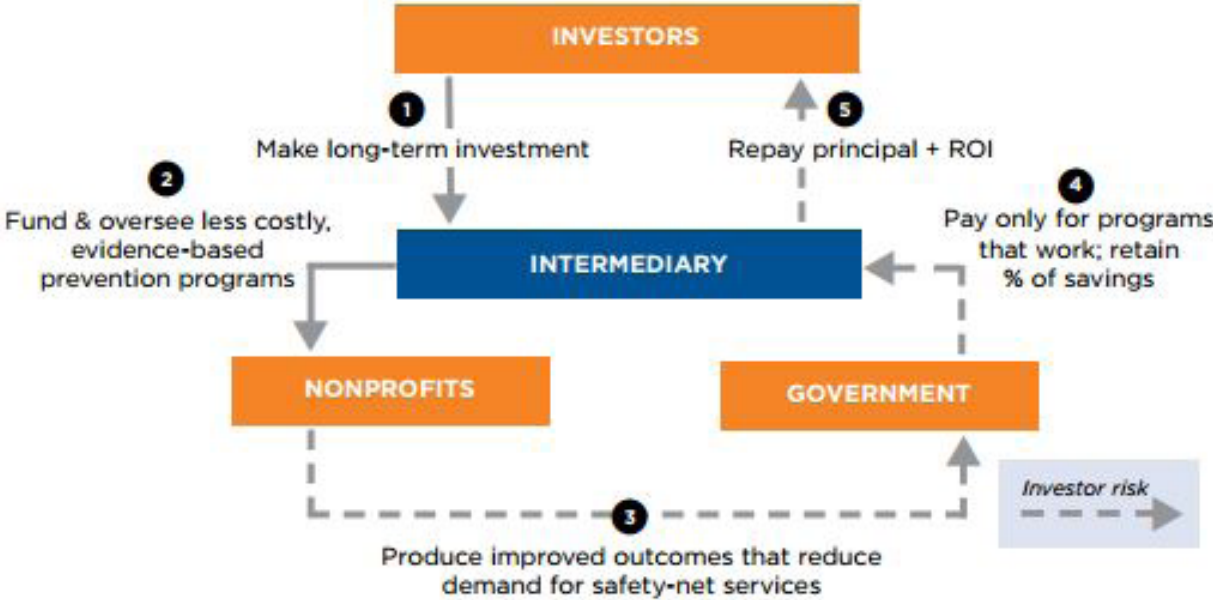 INVESTORS
1
Make long-term investment
5
Repay principal + ROI
2
Fund & oversee less costly,
evidence-based
prevention programs
4
Pay only for programs
that work; retain
% of savings
INTERMEDIARY
NONPROFITS
GOVERNMENT
Investor risk
3
Produce improved outcomes that reduce
demand for safety-net services